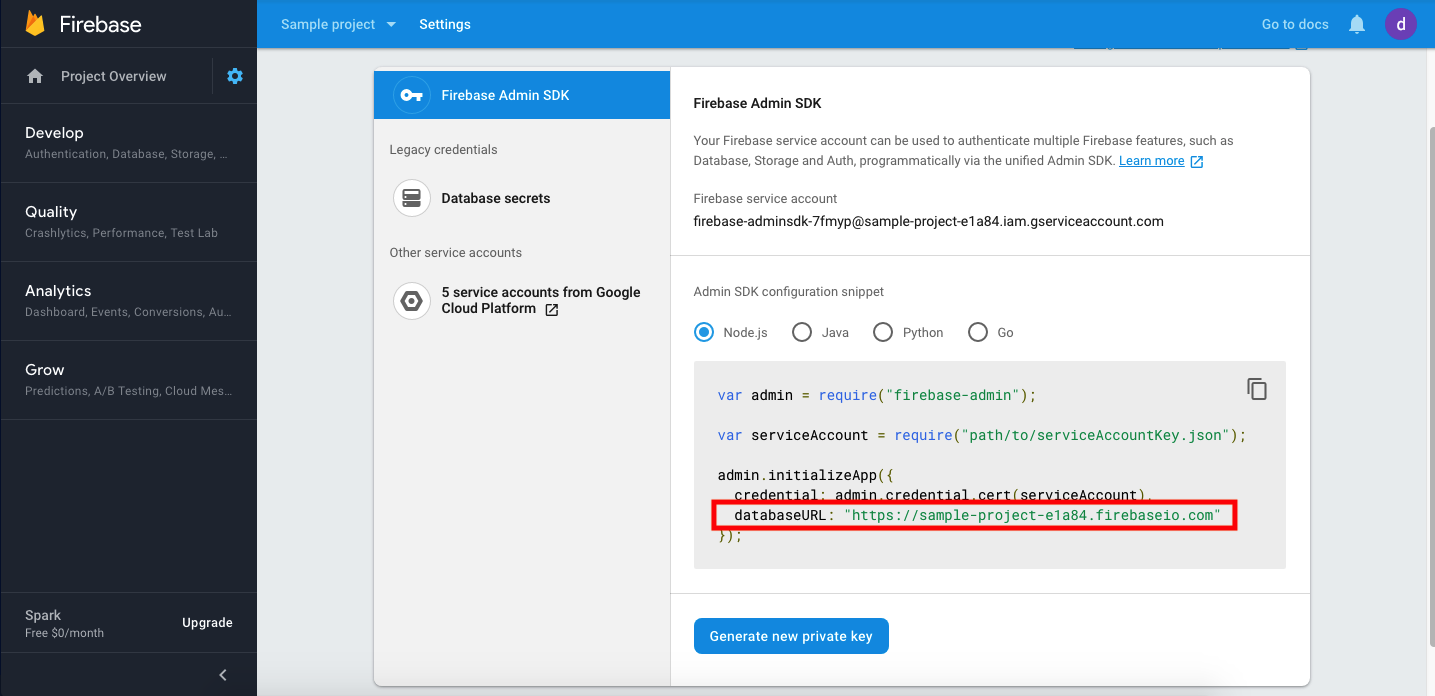 Firebase
Sample project
Settings
Go to docs
d
Project Overview
Develop
Authentication, Database, Storage, ...
Quality
Crashlytics, Performance, Test Lab
Analytics
Dashboard, Events, Conversions, Au...
Grow
Predictions, A/B Testing, Cloud Mes...
Spark
Free $0/month
Upgrade
Firebase Admin SDK
Legacy credentials
Database secrets
Other service accounts
5 service accounts from Google
Cloud Platform
Firebase Admin SDK
Your Firebase service account can be used to authenticate multiple Firebase features, such as
Database, Storage and Auth, programmatically via the unified Admin SDK. Learn more
Firebase service account
firebase-adminsdk-7fmyp@sample-project-e1a84.iam.gserviceaccount.com
Admin SDK configuration snippet
Node.js
Java
Python
Go
var admin = require("firebase-admin");
var serviceAccount = require("path/to/serviceAccountKey.json");
admin.initializeApp({
credential: admin.credential.cert(serviceAccount),
databaseURL: "https://sample-project-e1a84.firebaseio.com"
});
Generate new private key